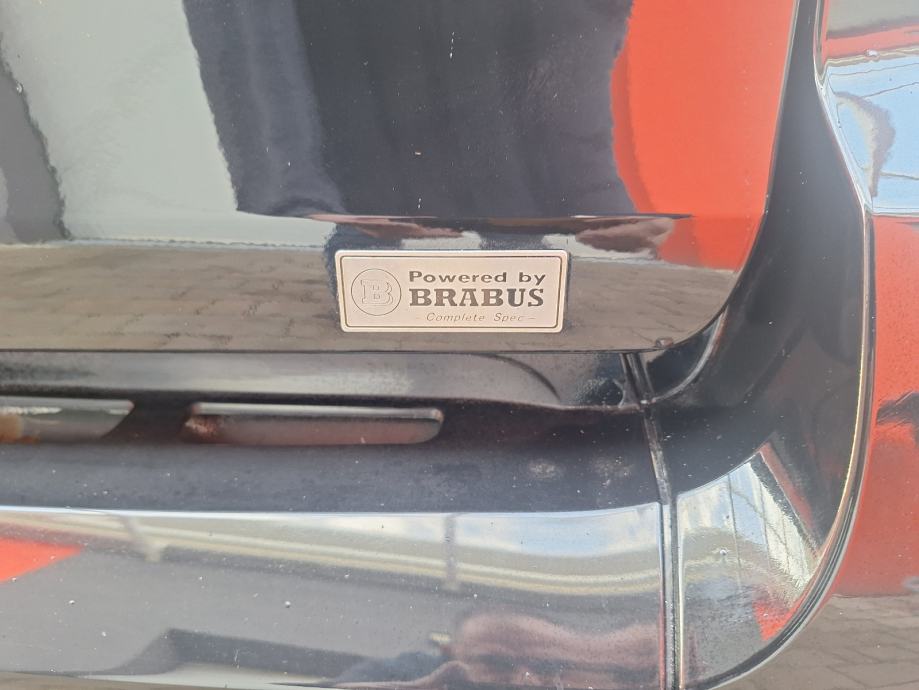 B
Powered by
BRABUS
- Complete Spec -